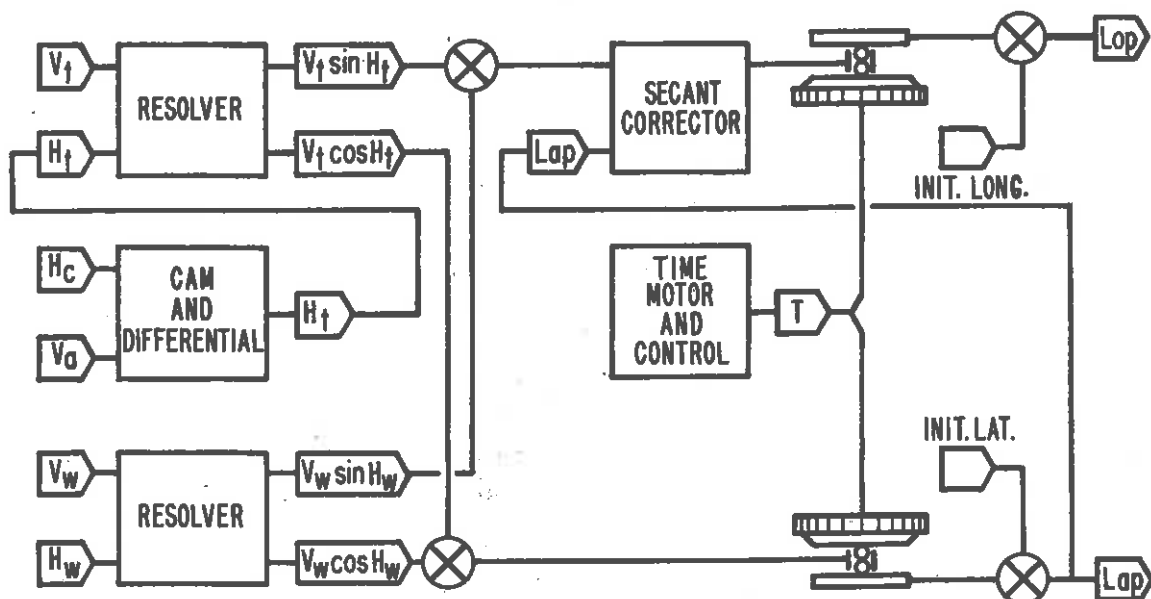 Vt
RESOLVER
Ht
Vt sin Ht
Vt cos Ht
SECANT
CORRECTOR
Lap
Lop
INIT. LONG.
Hc
Va
CAM
AND
DIFFERENTIAL
Ht
TIME
MOTOR
AND
CONTROL
T
Vw
RESOLVER
Hw
Vw sin Hw
Vw cos Hw
INIT. LAT.
Lap